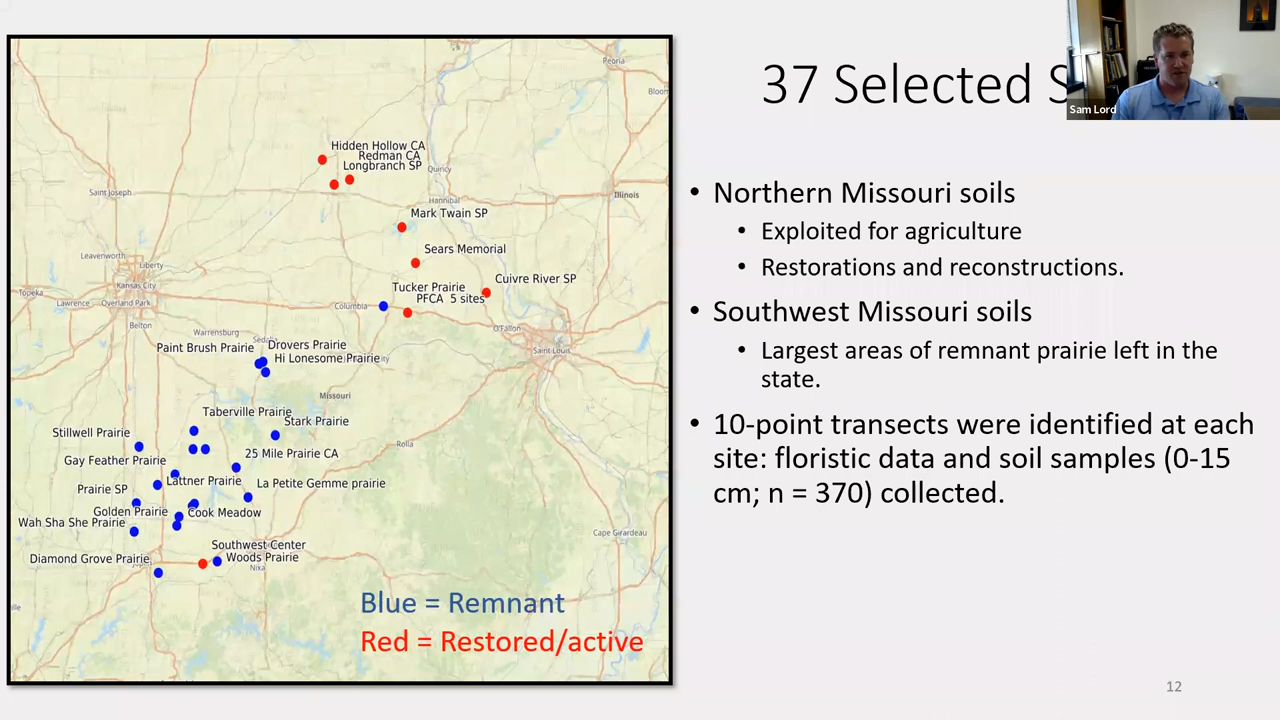 37 Selected S
Sam Lord
• Northern Missouri soils
• Exploited for agriculture
• Restorations and reconstructions.
• Southwest Missouri soils
• Largest areas of remnant prairie left in the
state.
• 10-point transects were identified at each
site: floristic data and soil samples (0-15
cm; n = 370) collected.
Peoria
Hidden Hollow CA
Redman CA
Longbranch SP
Quincy
Saint Joseph
Illinois
Hannibal
Mark Twain SP
Sears Memorial
Leavenworth
Liberty
Kansas City
Cuivre River SP
Topeka
Lawrence
Overland Park
Tucker Prairie
PFCA 5 sites
Columbia
Belton
O'Fallon
Warrensburg
Saint Louis
Paint Brush Prairie
Drovers Prairie
Hi Lonesome Prairie
Missouri
Taberville Prairie
Stark Prairie
Stillwell Prairie
Rolla
25 Mile Prairie CA
Gay Feather Prairie
Lattner Prairie
La Petite Gemme prairie
Prairie SP
Golden Prairie
Cook Meadow
Wah Sha She Prairie
Cape Girardeau
Southwest Center
Diamond Grove Prairie
Woods Prairie
Nixa
Blue = Remnant
Red = Restored/active
12